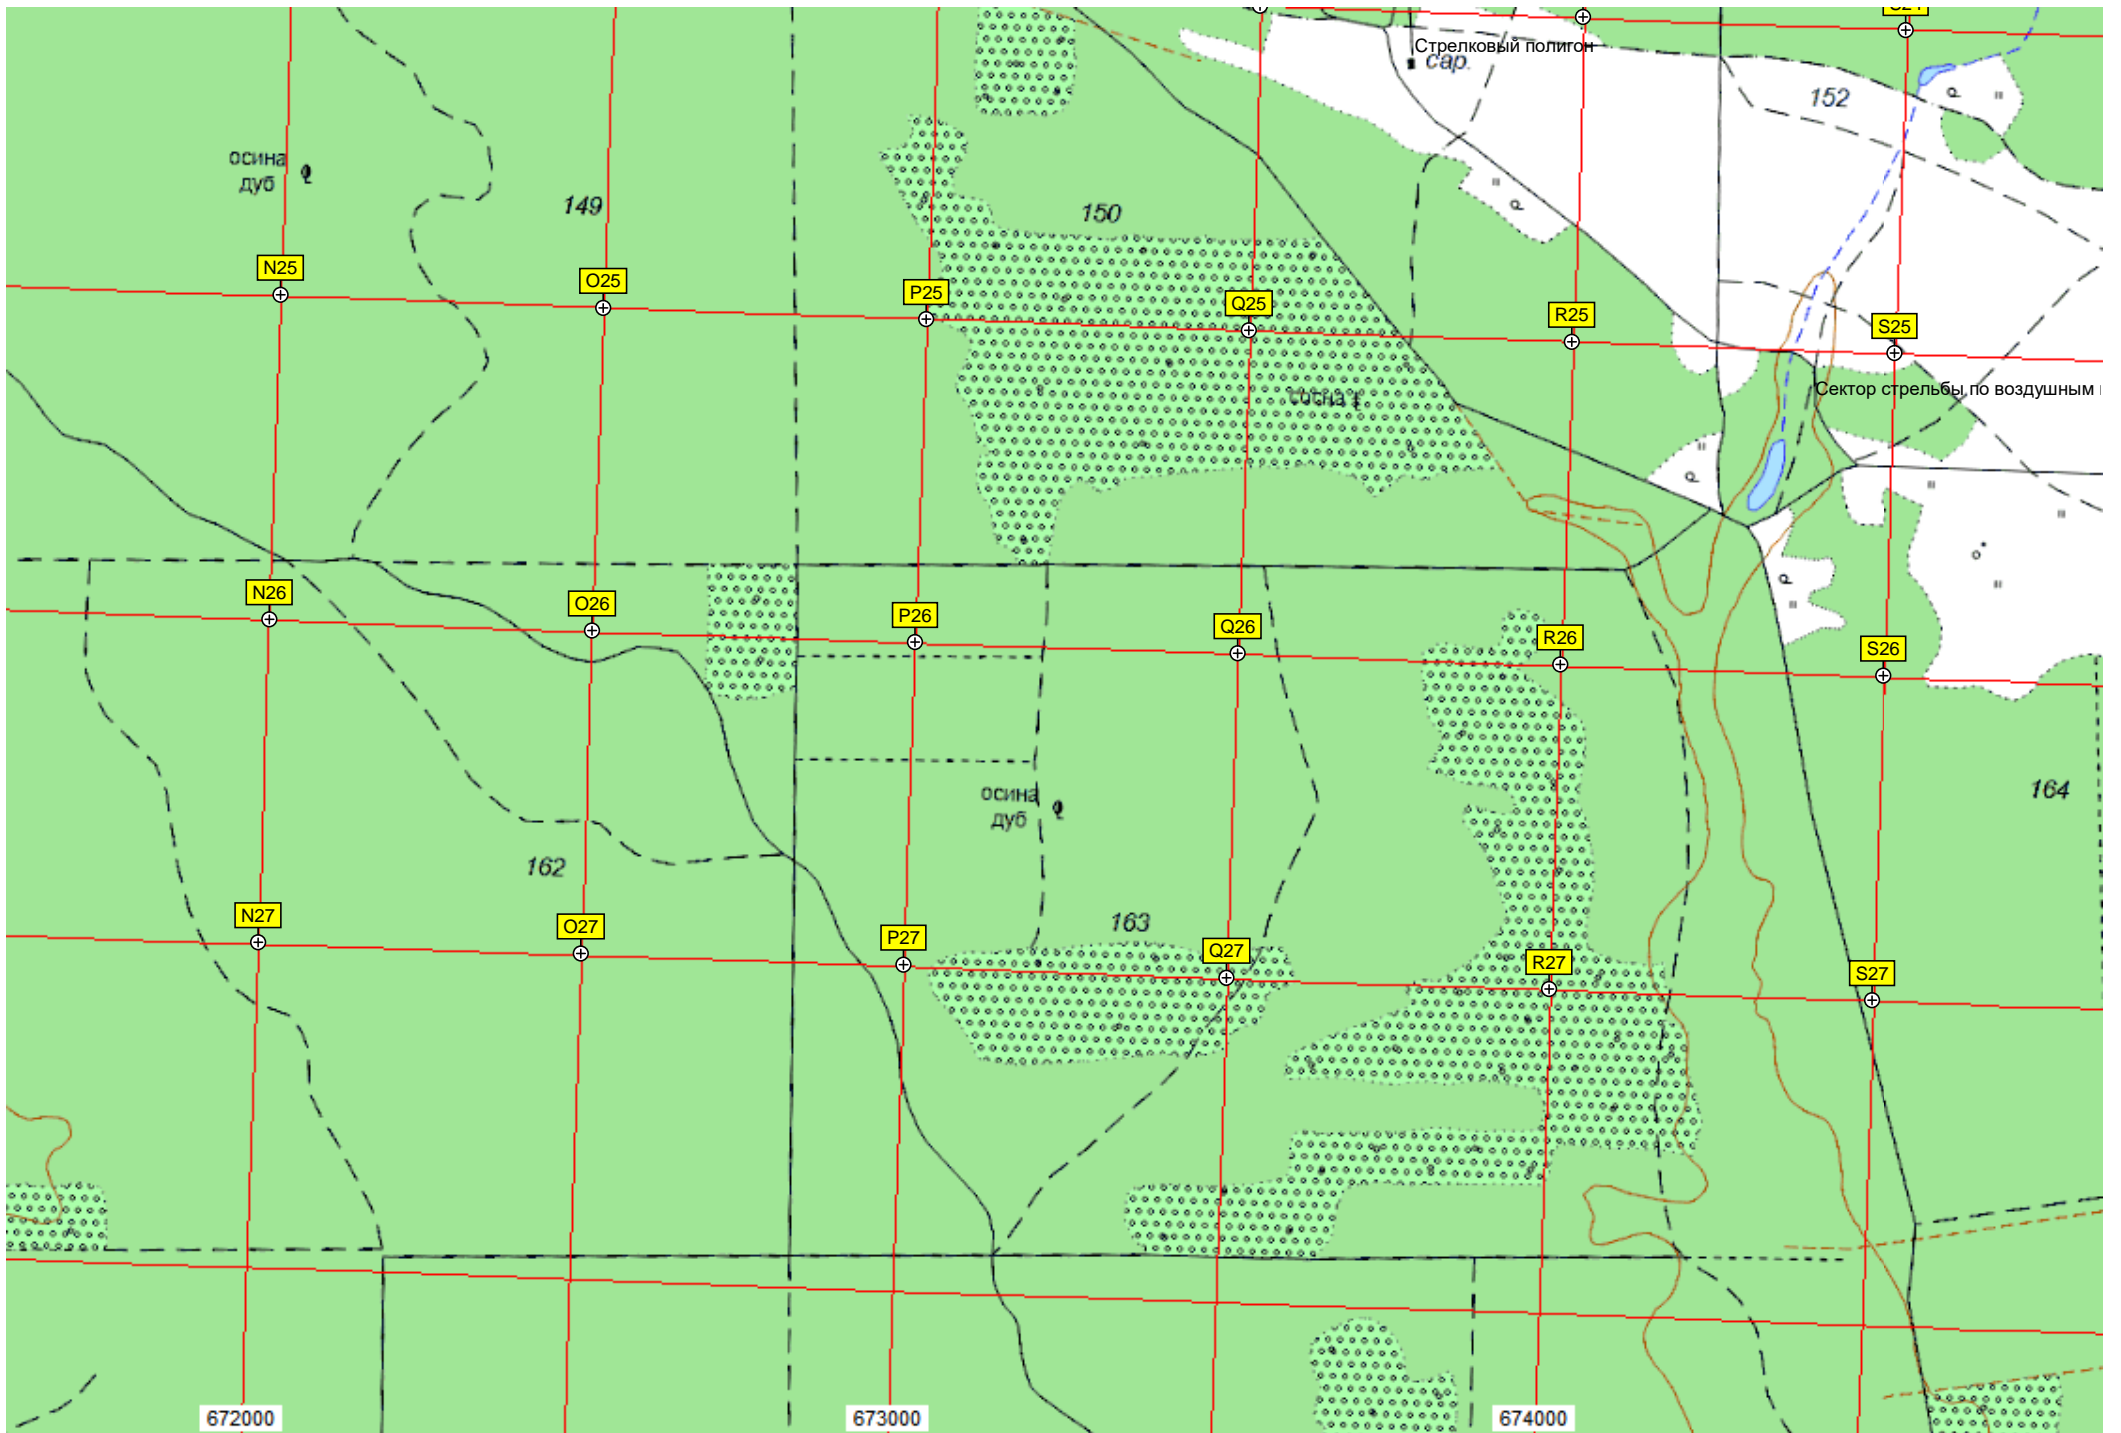 Стрелковый полигон
сар.
152
осина
дуб
149
150
N25
O25
P25
Q25
R25
S25
сосна
Сектор стрельбы по воздушным
N26
O26
P26
Q26
R26
S26
164
осина
дуб
162
163
N27
O27
P27
Q27
R27
S27
672000
673000
674000